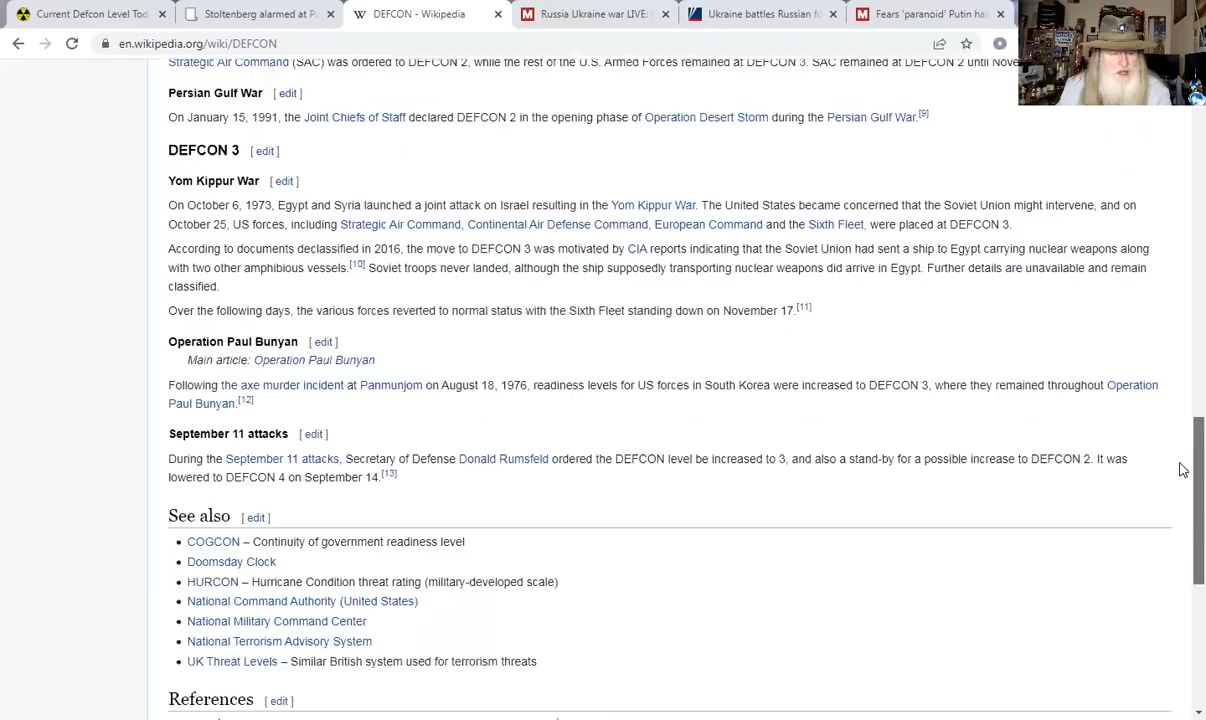 Current Defcon Level Tod
Stoltenberg alarmed at P
DEFCON - Wikipedia
Russia Ukraine war LIVE:
Ukraine battles Russian fo
Fears 'paranoid' Putin has
en.wikipedia.org/wiki/DEFCON
Strategic Air Command (SAC) was ordered to DEFCON 2, while the rest of the U.S. Armed Forces remained at DEFCON 3. SAC remained at DEFCON 2 until Nove
Persian Gulf War [ edit ]
On January 15, 1991, the Joint Chiefs of Staff declared DEFCON 2 in the opening phase of Operation Desert Storm during the Persian Gulf War.[9]
DEFCON 3 [ edit ]
Yom Kippur War [ edit ]
On October 6, 1973, Egypt and Syria launched a joint attack on Israel resulting in the Yom Kippur War. The United States became concerned that the Soviet Union might intervene, and on
October 25, US forces, including Strategic Air Command, Continental Air Defense Command, European Command and the Sixth Fleet, were placed at DEFCON 3.
According to documents declassified in 2016, the move to DEFCON 3 was motivated by CIA reports indicating that the Soviet Union had sent a ship to Egypt carrying nuclear weapons along
with two other amphibious vessels.[10] Soviet troops never landed, although the ship supposedly transporting nuclear weapons did arrive in Egypt. Further details are unavailable and remain
classified.
Over the following days, the various forces reverted to normal status with the Sixth Fleet standing down on November 17.[11]
Operation Paul Bunyan [ edit ]
Main article: Operation Paul Bunyan
Following the axe murder incident at Panmunjom on August 18, 1976, readiness levels for US forces in South Korea were increased to DEFCON 3, where they remained throughout Operation
Paul Bunyan.[12]
September 11 attacks [ edit ]
During the September 11 attacks, Secretary of Defense Donald Rumsfeld ordered the DEFCON level be increased to 3, and also a stand-by for a possible increase to DEFCON 2. It was
lowered to DEFCON 4 on September 14.[13]
See also [ edit ]
• COGCON – Continuity of government readiness level
• Doomsday Clock
• HURCON – Hurricane Condition threat rating (military-developed scale)
• National Command Authority (United States)
• National Military Command Center
• National Terrorism Advisory System
• UK Threat Levels – Similar British system used for terrorism threats
References [ edit ]